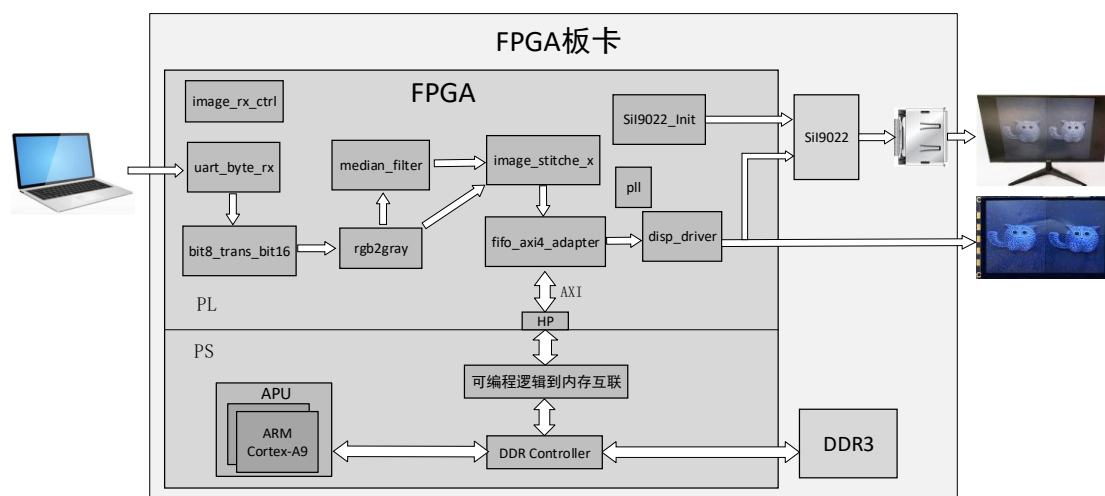 FPGA板卡
FPGA
image_rx_ctrl
SiI9022_Init
SiI9022
uart_byte_rx
median_filter
image_stitche_x
pll
bit8_trans_bit16
rgb2gray
fifo_axi4_adapter
disp_driver
AXI
PL
HP
PS
可编程逻辑到内存互联
APU
ARM
Cortex-A9
DDR Controller
DDR3